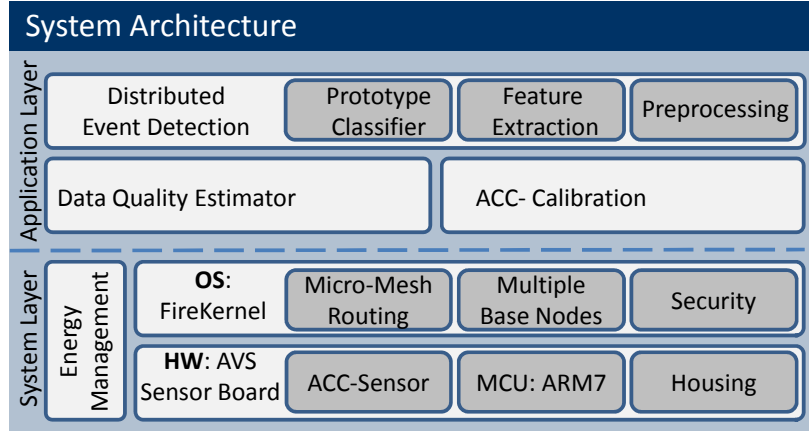 System Architecture
Application Layer
Distributed
Event Detection
Prototype
Classifier
Feature
Extraction
Preprocessing
Data Quality Estimator
ACC- Calibration
System Layer
Energy
Management
OS:
FireKernel
Micro-Mesh
Routing
Multiple
Base Nodes
Security
HW: AVS
Sensor Board
ACC-Sensor
MCU: ARM7
Housing